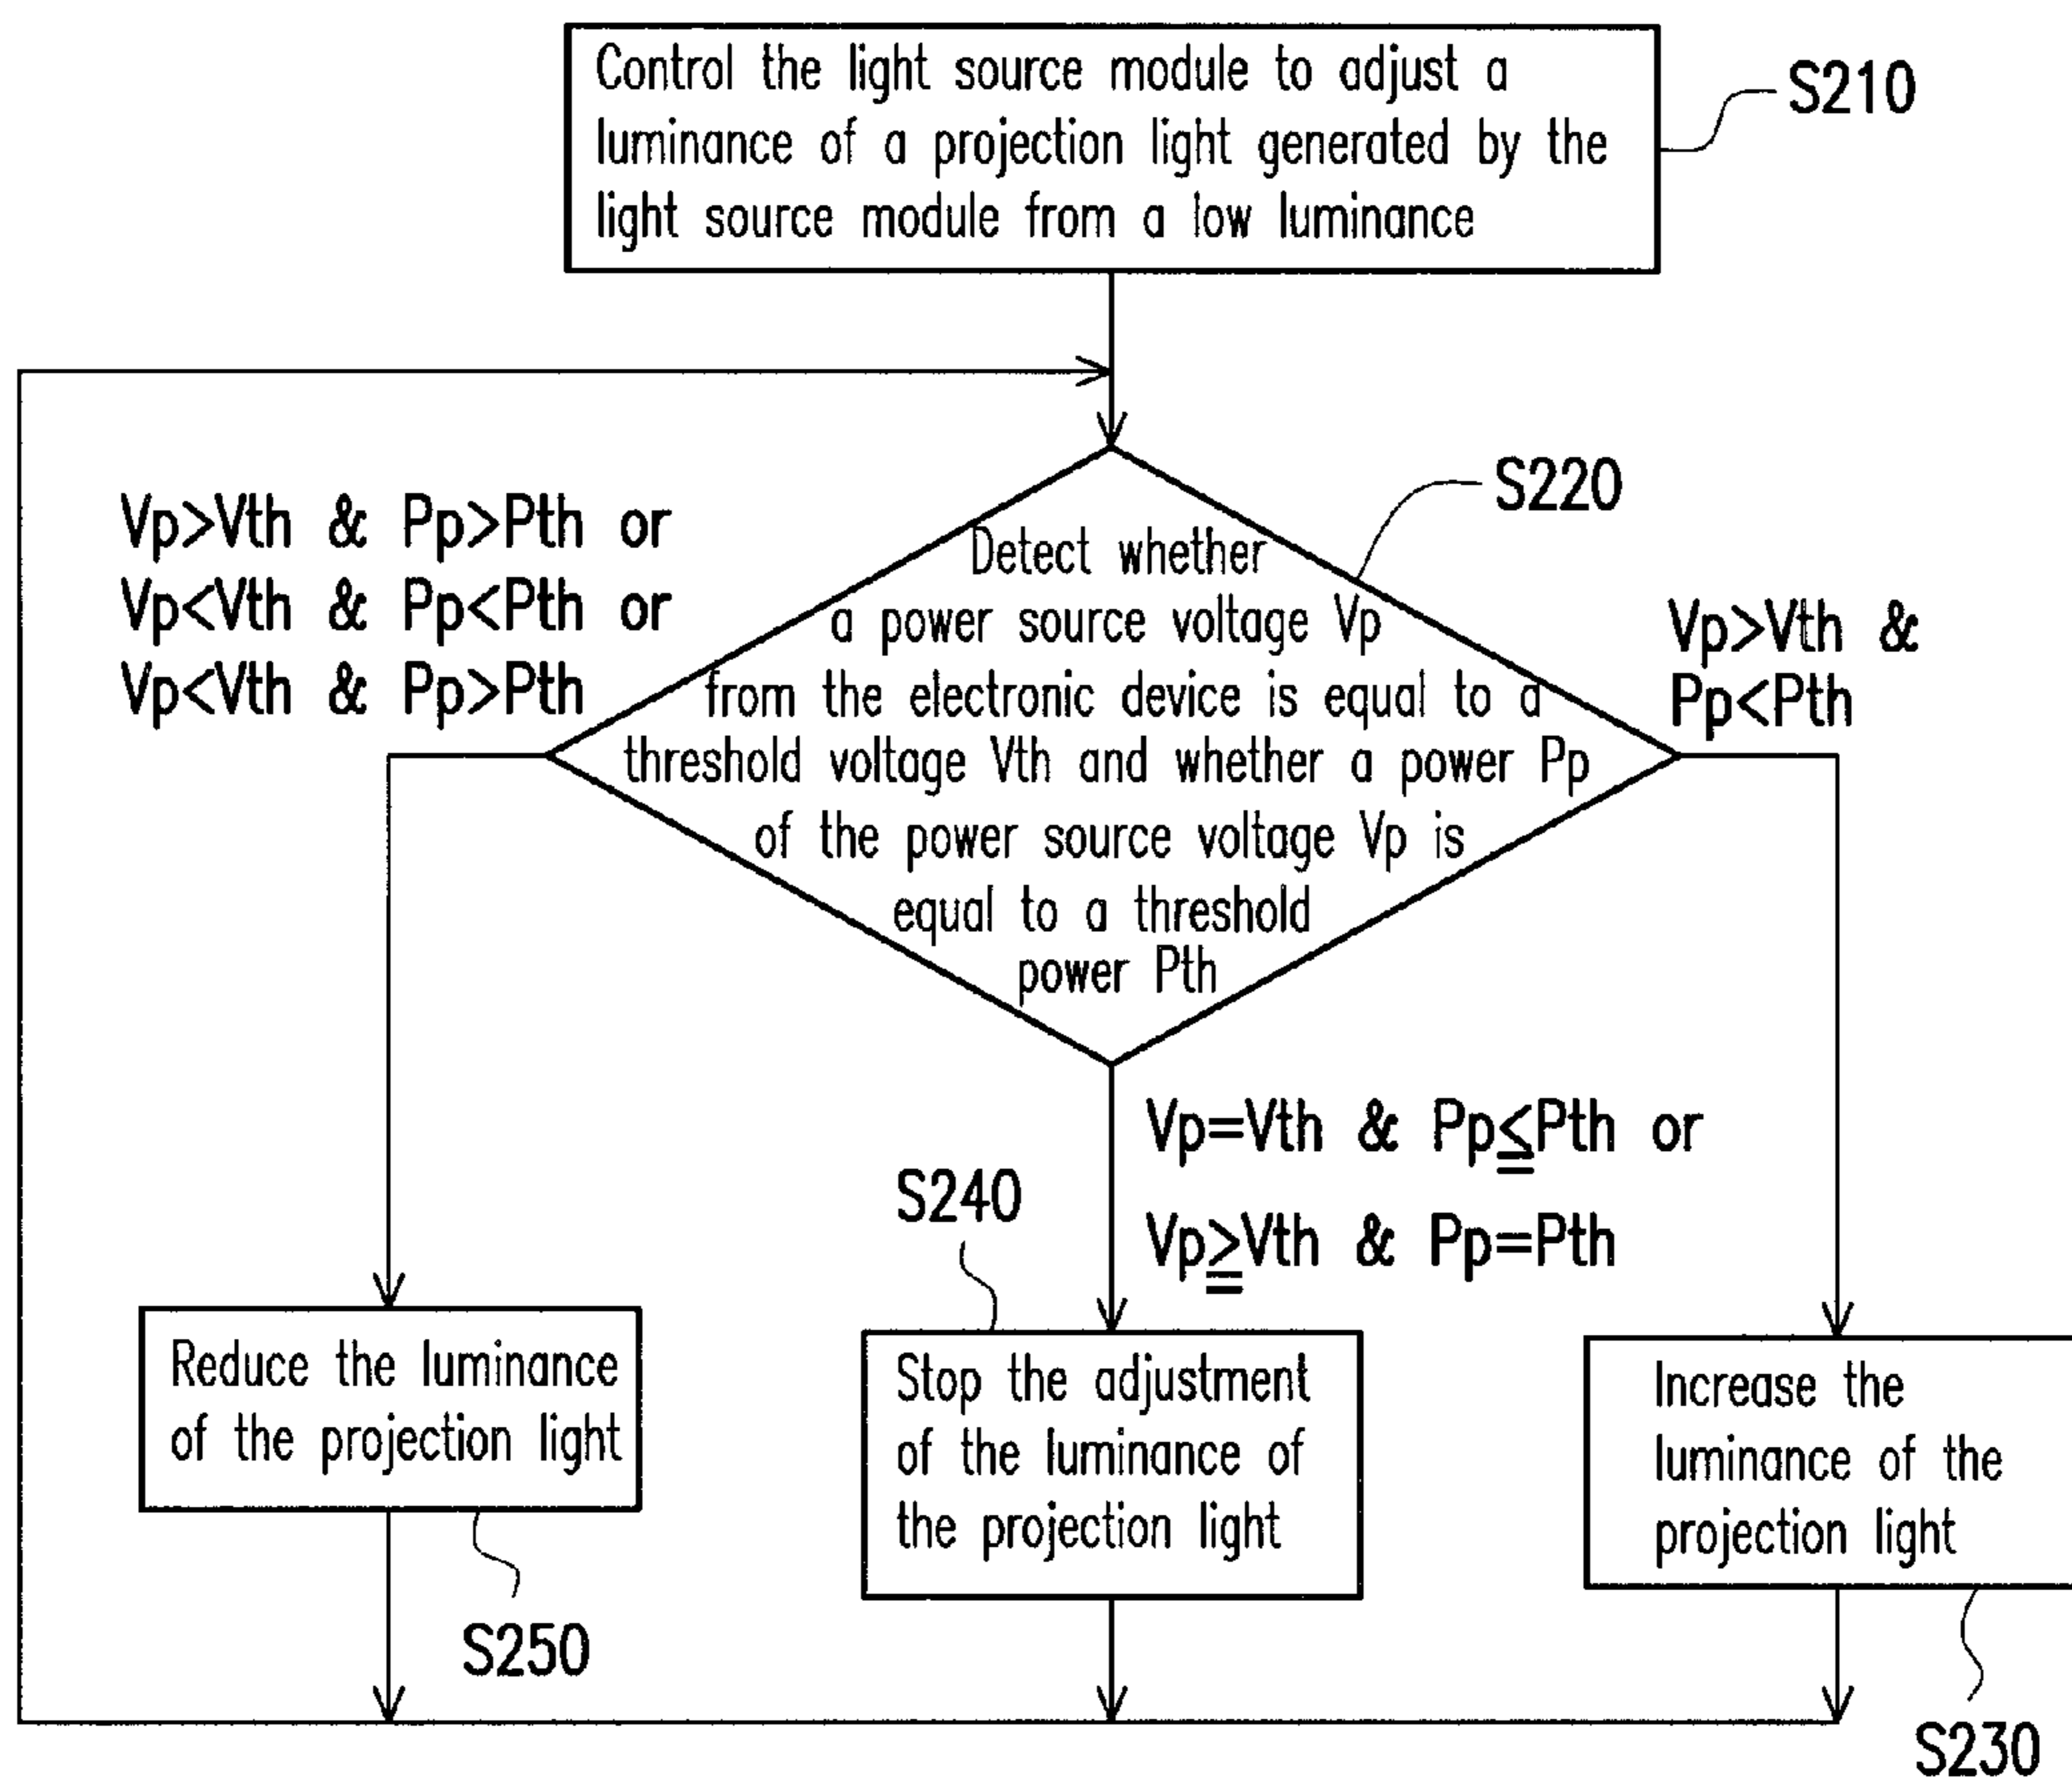 Control the light source module to adjust a
luminance of a projection light generated by the
light source module from a low luminance
S210
S220
Vp>Vth & Pp>Pth or
Vp<Vth & Pp<Pth or
Vp<Vth & Pp>Pth
Detect whether
a power source voltage Vp
from the electronic device is equal to a
threshold voltage Vth and whether a power Pp
of the power source voltage Vp is
equal to a threshold
power Pth
Vp>Vth &
Pp<Pth
Vp=Vth & Pp≦Pth or
Vp≧Vth & Pp=Pth
S240
Reduce the luminance
of the projection light
S250
Stop the adjustment
of the luminance of
the projection light
Increase the
luminance of the
projection light
S230